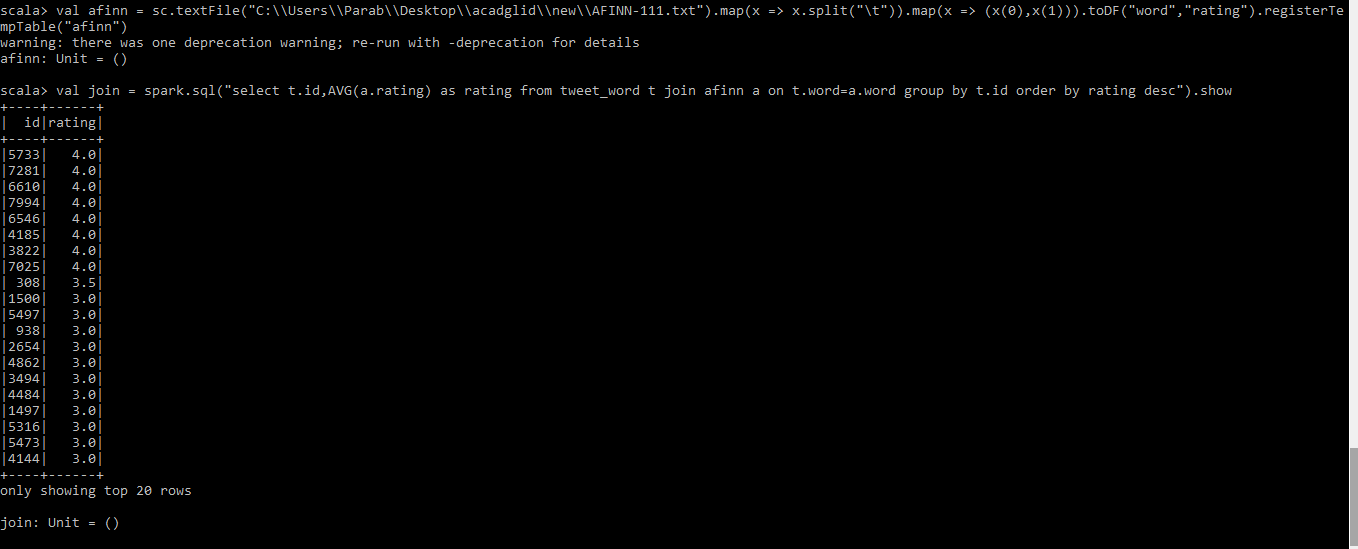 scala> val afinn = sc.textFile("C:\\Users\\Parab\\Desktop\\acadglid\\new\\AFINN-111.txt").map(x => x.split("\t")).map(x => (x(0),x(1))).toDF("word","rating").registerTe
mpTable("afinn")
warning: there was one deprecation warning; re-run with -deprecation for details
afinn: Unit = ()

scala> val join = spark.sql("select t.id,AVG(a.rating) as rating from tweet_word t join afinn a on t.word=a.word group by t.id order by rating desc").show
+----+------+
|  id|rating|
+----+------+
|5733|   4.0|
|7281|   4.0|
|6610|   4.0|
|7994|   4.0|
|6546|   4.0|
|4185|   4.0|
|3822|   4.0|
|7025|   4.0|
| 308|   3.5|
|1500|   3.0|
|5497|   3.0|
| 938|   3.0|
|2654|   3.0|
|4862|   3.0|
|3494|   3.0|
|4484|   3.0|
|1497|   3.0|
|5316|   3.0|
|5473|   3.0|
|4144|   3.0|
+----+------+
only showing top 20 rows

join: Unit = ()